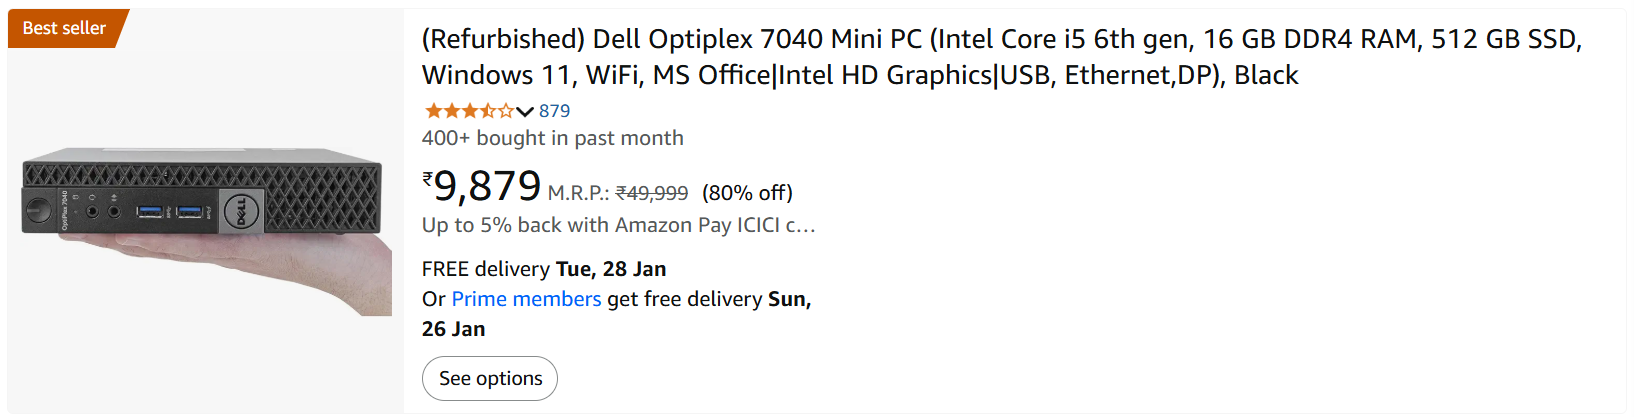 Best seller
(Refurbished) Dell Optiplex 7040 Mini PC (Intel Core i5 6th gen, 16 GB DDR4 RAM, 512 GB SSD,
Windows 11, WiFi, MS Office|Intel HD Graphics|USB, Ethernet,DP), Black
879
400+ bought in past month
₹9,879 M.R.P.: ₹49,999 (80% off)
Up to 5% back with Amazon Pay ICICI c…
FREE delivery Tue, 28 Jan
Or Prime members get free delivery Sun,
26 Jan
See options
OptiPlex 7040
DELL